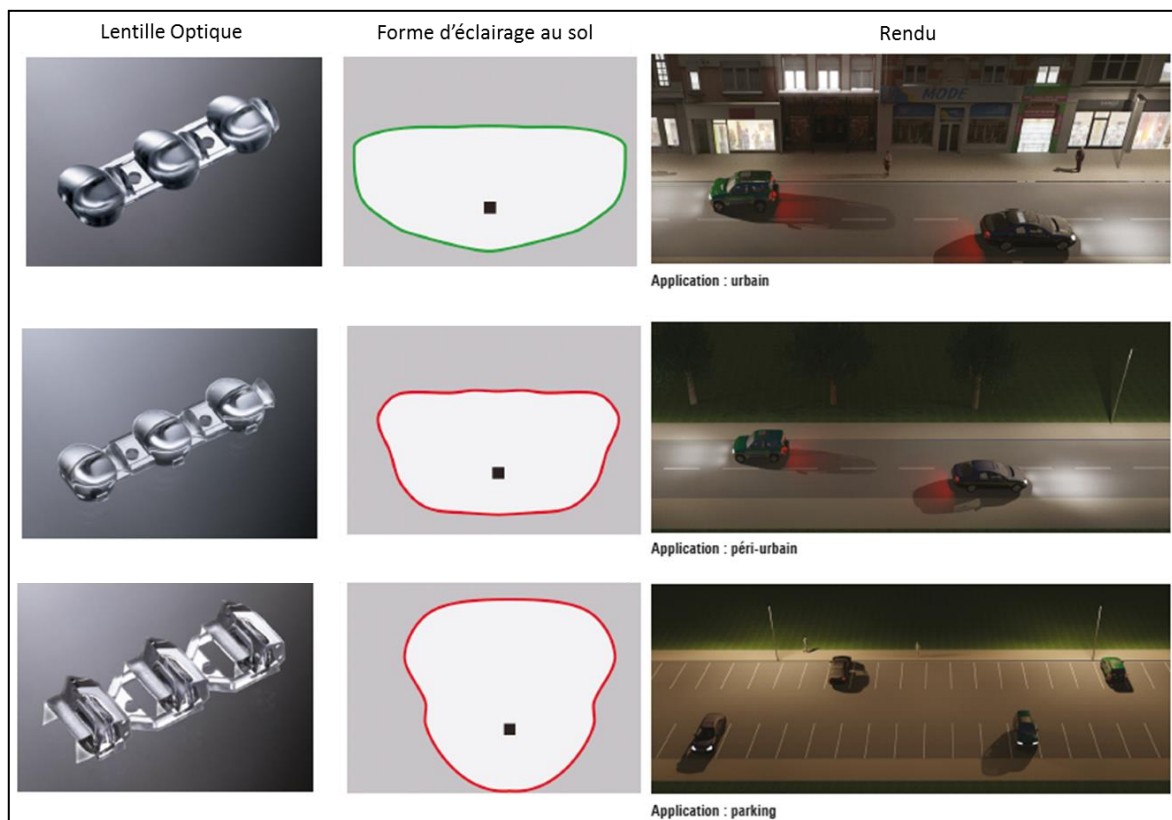 Lentille Optique
Forme d'éclairage au sol
Rendu
MODE
Application : urbain
Application : péri-urbain
Application : parking